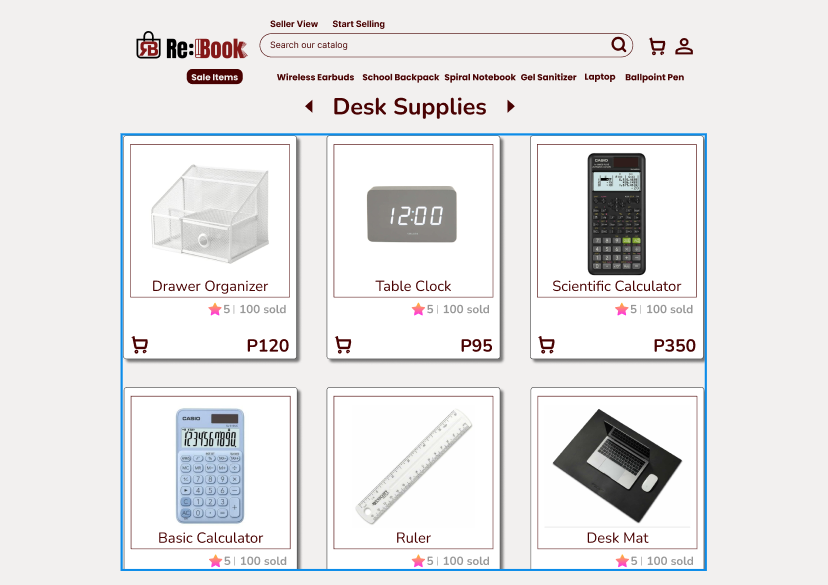 Seller View Start Selling
Re:Book
Search our catalog
Sale Items Wireless Earbuds School Backpack Spiral Notebook Gel Sanitizer Laptop Ballpoint Pen
Desk Supplies
12:00
CASIO
Drawer Organizer Table Clock Scientific Calculator
5 | 100 sold 5 | 100 sold 5 | 100 sold
P120 P95 P350
CASIO
1234567890
Basic Calculator Ruler Desk Mat
5 | 100 sold 5 | 100 sold 5 | 100 sold